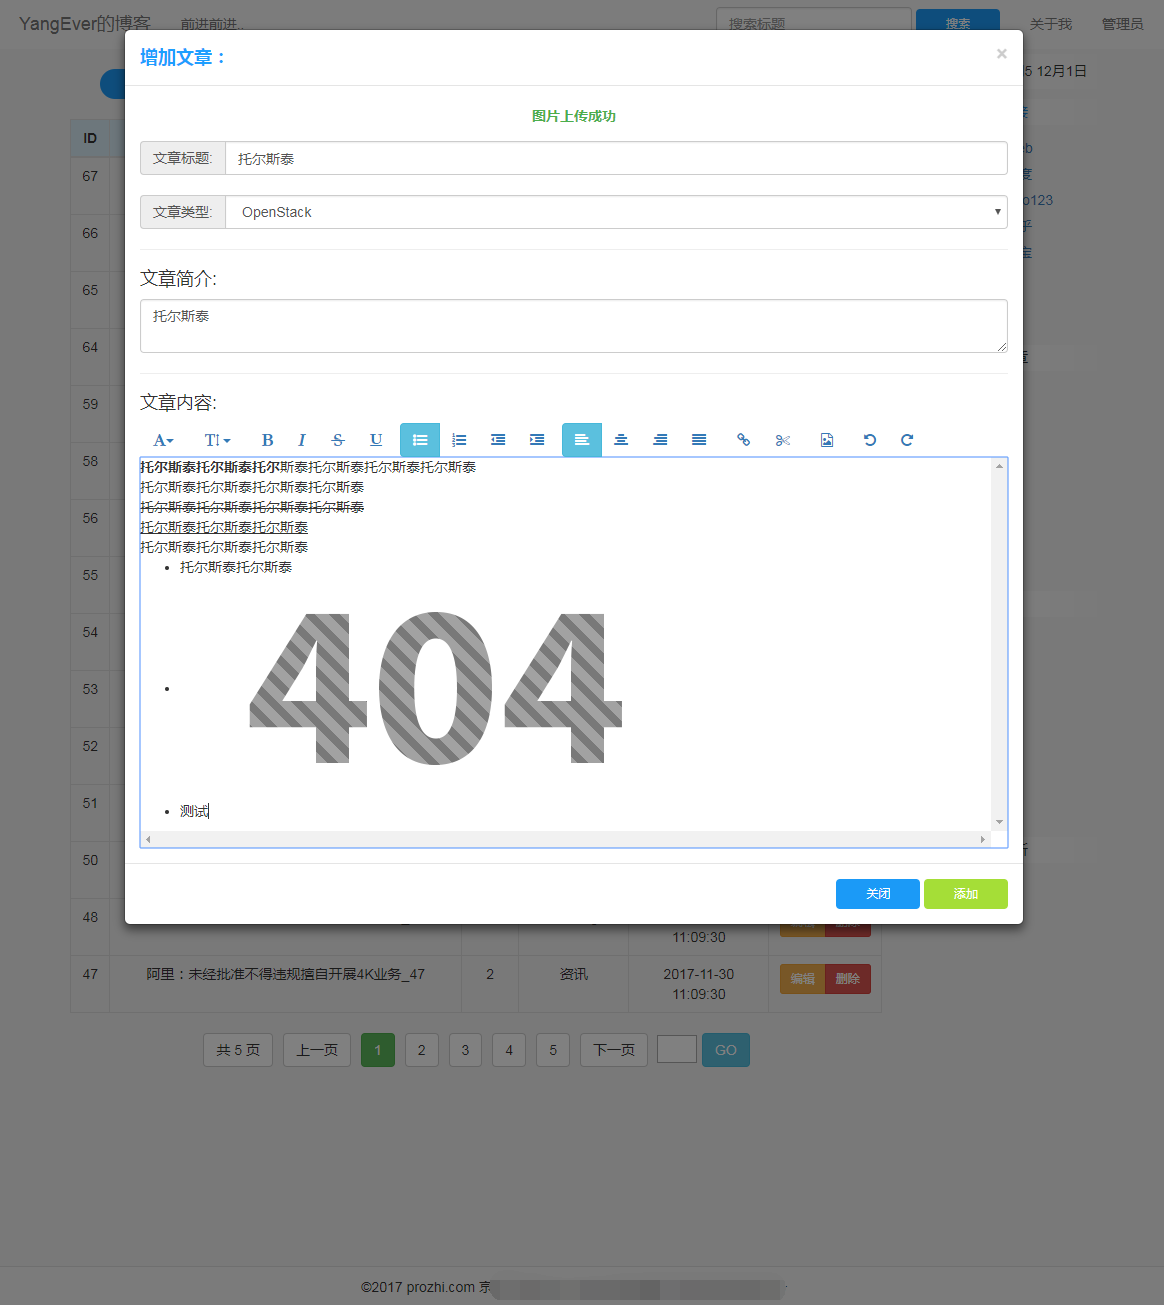 YangEver的博客 前进前进.. 搜索标题 搜索 关于我 管理员
增加文章： ×
5 12月1日
图片上传成功
ID
文章标题: 托尔斯泰
67
o123
文章类型: OpenStack
66
65
文章简介:
托尔斯泰
64
59
文章内容:
A TI B I S U
58
托尔斯泰托尔斯泰托尔斯泰托尔斯泰托尔斯泰托尔斯泰
托尔斯泰托尔斯泰托尔斯泰托尔斯泰
托尔斯泰托尔斯泰托尔斯泰托尔斯泰
56
托尔斯泰托尔斯泰托尔斯泰
托尔斯泰托尔斯泰托尔斯泰
55
• 托尔斯泰托尔斯泰
54
404
53
52
51
• 测试
50
关闭 添加
48
11:09:30
47 阿里：未经批准不得违规擅自开展4K业务_47 2 资讯 2017-11-30 编辑 删除
11:09:30
共 5 页 上一页 1 2 3 4 5 下一页 GO
©2017 prozhi.com 京